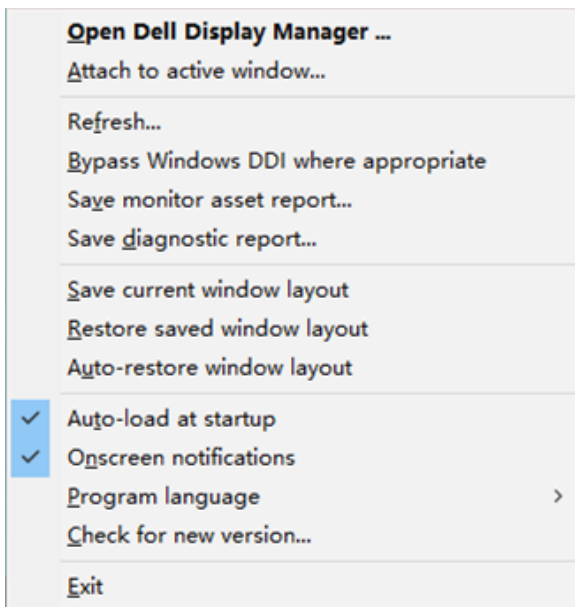 Open Dell Display Manager ...
Attach to active window...
Refresh...
Bypass Windows DDI where appropriate
Save monitor asset report...
Save diagnostic report...
Save current window layout
Restore saved window layout
Auto-restore window layout
Auto-load at startup
Onscreen notifications
Program language
Check for new version...
Exit